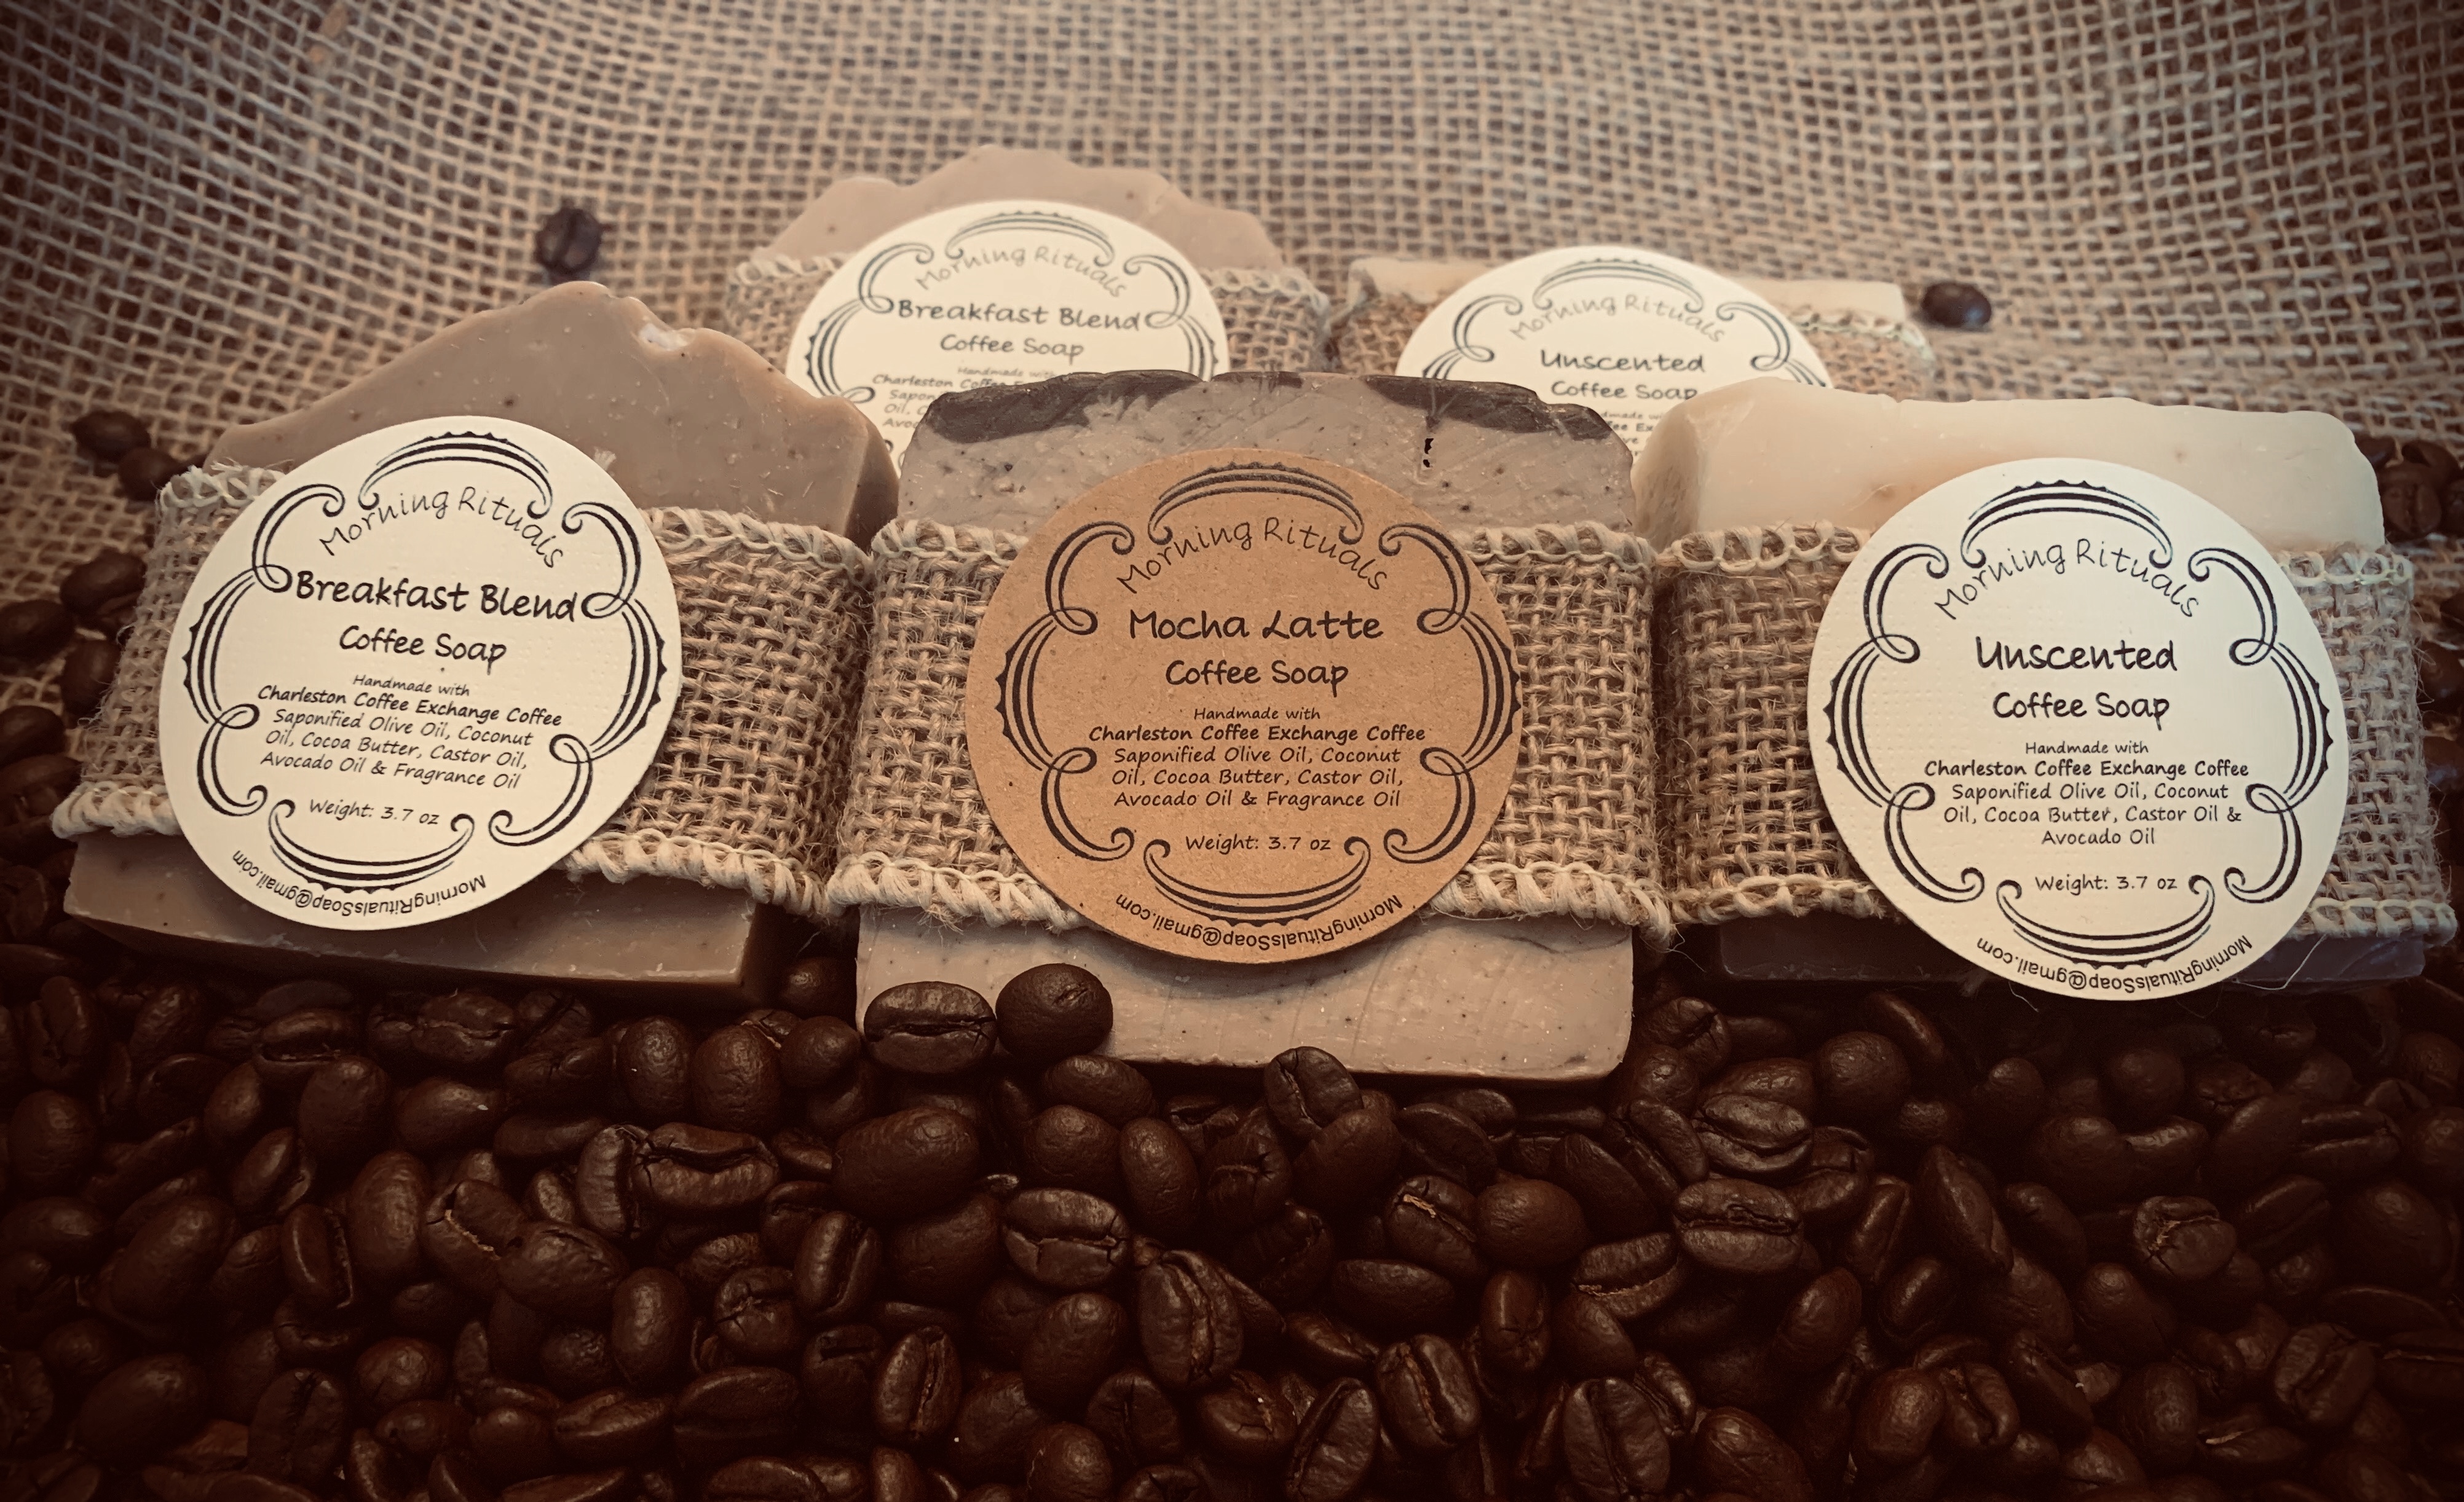 Morning Rituals
Breakfast Blend
Coffee Soap
Handmade with
Charleston Coffee
Morning Rituals
Unscented
Coffee Soap
Morning Rituals
Breakfast Blend
Coffee Soap
Handmade with
Charleston Coffee Exchange Coffee
Saponified Olive Oil, Coconut
Oil, Cocoa Butter, Castor Oil,
Avocado Oil & Fragrance Oil
Weight: 3.7 oz
MorningRitualsSoap@gmail.com
Morning Rituals
Mocha Latte
Coffee Soap
Handmade with
Charleston Coffee Exchange Coffee
Saponified Olive Oil, Coconut
Oil, Cocoa Butter, Castor Oil,
Avocado Oil & Fragrance Oil
Weight: 3.7 oz
MorningRitualsSoap@gmail.com
Morning Rituals
Unscented
Coffee Soap
Handmade with
Charleston Coffee Exchange Coffee
Saponified Olive Oil, Coconut
Oil, Cocoa Butter, Castor Oil &
Avocado Oil
Weight: 3.7 oz
MorningRitualsSoap@gmail.com